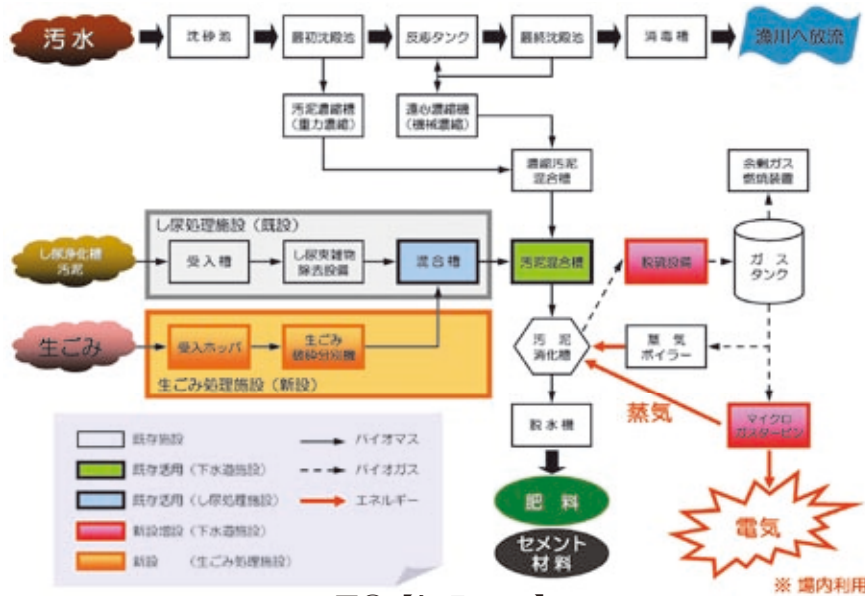 汚水
沈砂池
最初沈殿池
反応タンク
最終沈殿池
消毒槽
漁川へ放流
汚泥濃縮槽
(重力濃縮)
遠心濃縮機
(機械濃縮)
濃縮汚泥
混合槽
余剰ガス
燃焼装置
し尿処理施設(既設)
し尿浄化槽
汚泥
受入槽
し尿夾雑物
除去設備
混合槽
汚泥混合槽
脱硫設備
ガス
タンク
生ごみ
受入ホッパ
生ごみ
破砕分別機
生ごみ処理施設(新設)
汚泥
消化槽
蒸気
ボイラー
蒸気
マイクロ
ガスタービン
脱水機
肥料
セメント
材料
電気
※ 場内利用
既存施設
バイオマス
既存活用(下水道施設)
バイオガス
既存活用(し尿処理施設)
エネルギー
新設増設(下水道施設)
新設 (生ごみ処理施設)